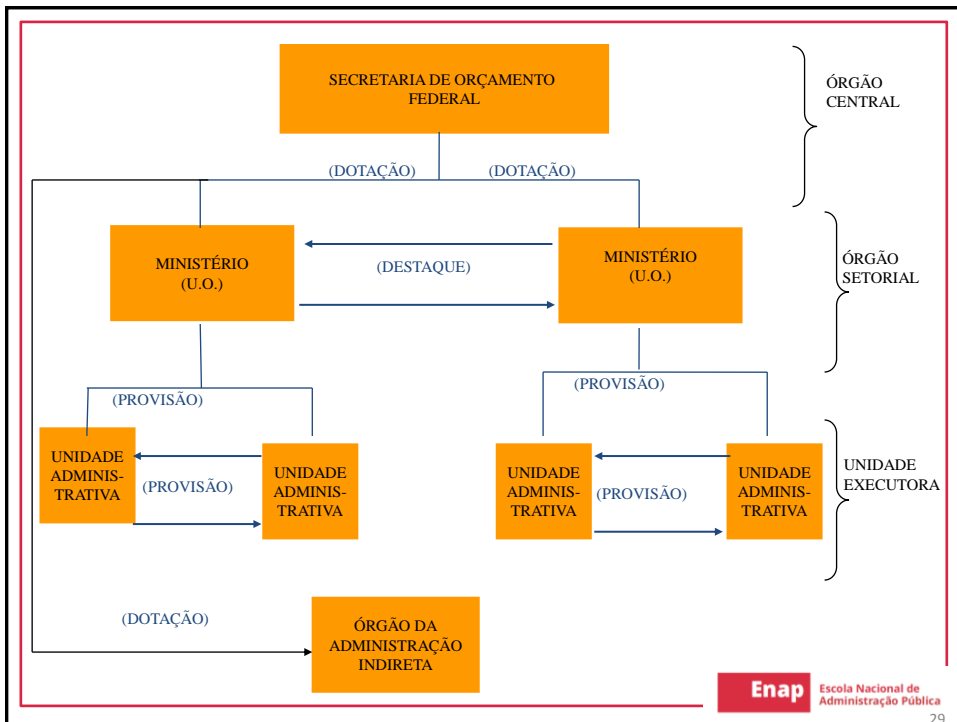 SECRETARIA DE ORÇAMENTO
FEDERAL
ÓRGÃO
CENTRAL
(DOTAÇÃO)
(DOTAÇÃO)
MINISTÉRIO
(U.O.)
(DESTAQUE)
MINISTÉRIO
(U.O.)
ÓRGÃO
SETORIAL
(PROVISÃO)
(PROVISÃO)
UNIDADE
ADMINIS-
TRATIVA
(PROVISÃO)
UNIDADE
ADMINIS-
TRATIVA
UNIDADE
ADMINIS-
TRATIVA
(PROVISÃO)
UNIDADE
ADMINIS-
TRATIVA
UNIDADE
EXECUTORA
(DOTAÇÃO)
ÓRGÃO DA
ADMINISTRAÇÃO
INDIRETA
Enap
Escola Nacional de
Administração Pública
29